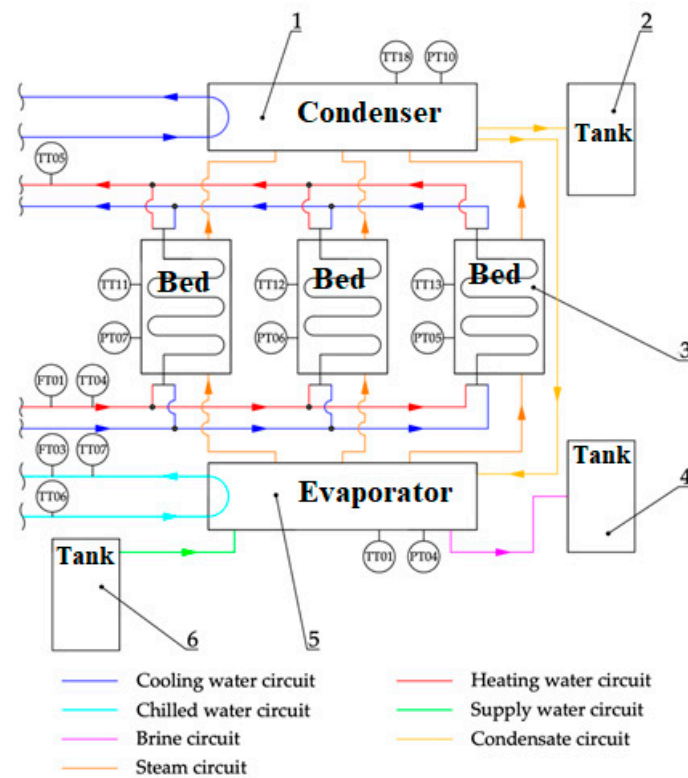 1
2
TT18 PT10
Condenser
Tank
TT05
Bed Bed Bed
TT11 TT12 TT13
PT07 PT06 PT05
3
FT01 TT04
FT03 TT07
Tank
Evaporator
4
TT06
Tank
TT01 PT04
6 5
Cooling water circuit Heating water circuit
Chilled water circuit Supply water circuit
Brine circuit Condensate circuit
Steam circuit